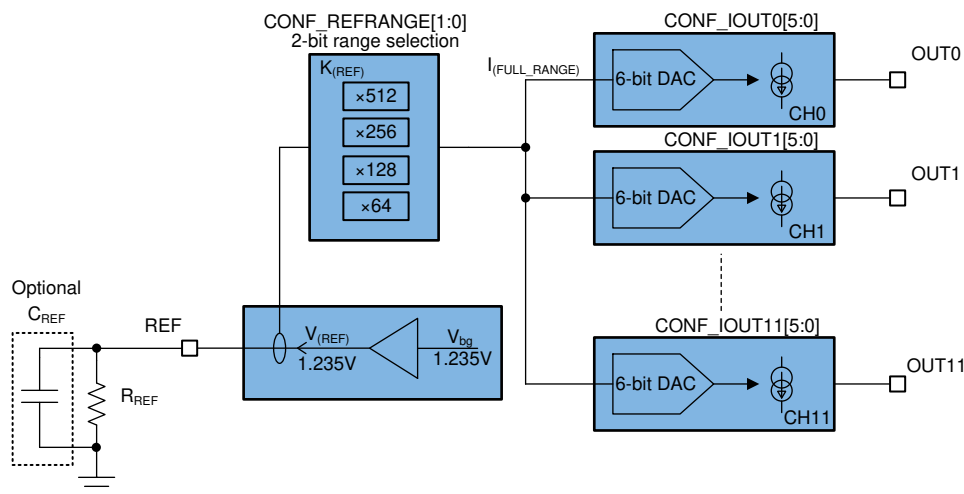 CONF_REFRANGE[1:0]
2-bit range selection
K(REF)
×512
×256
×128
×64
I(FULL_RANGE)
CONF_IOUT0[5:0]
6-bit DAC
CH0
OUT0
CONF_IOUT1[5:0]
6-bit DAC
CH1
OUT1
Optional
CREF
REF
RREF
V(REF)
1.235V
Vbg
1.235V
CONF_IOUT11[5:0]
6-bit DAC
CH11
OUT11